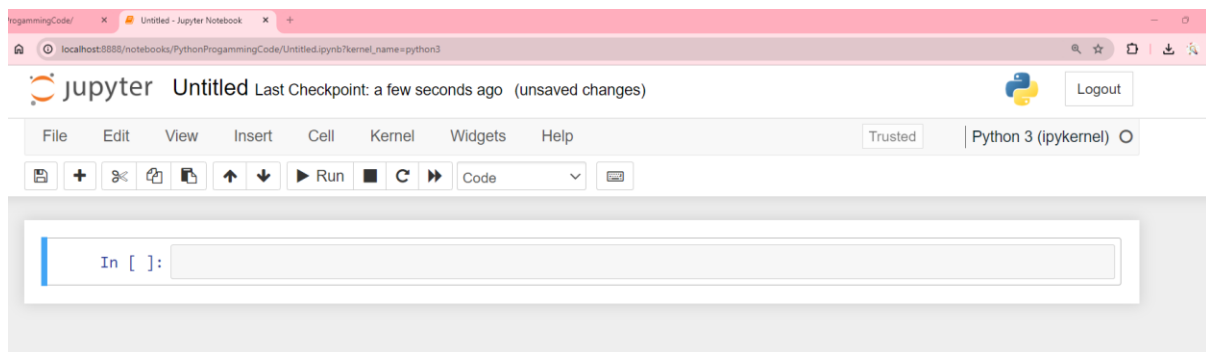 rogammingCode/
Untitled - Jupyter Notebook
localhost:8888/notebooks/PythonProgammingCode/Untitled.ipynb?kernel_name=python3
jupyter Untitled Last Checkpoint: a few seconds ago (unsaved changes)
Logout
File Edit View Insert Cell Kernel Widgets Help
Trusted Python 3 (ipykernel)
Run Code
In [ ]: